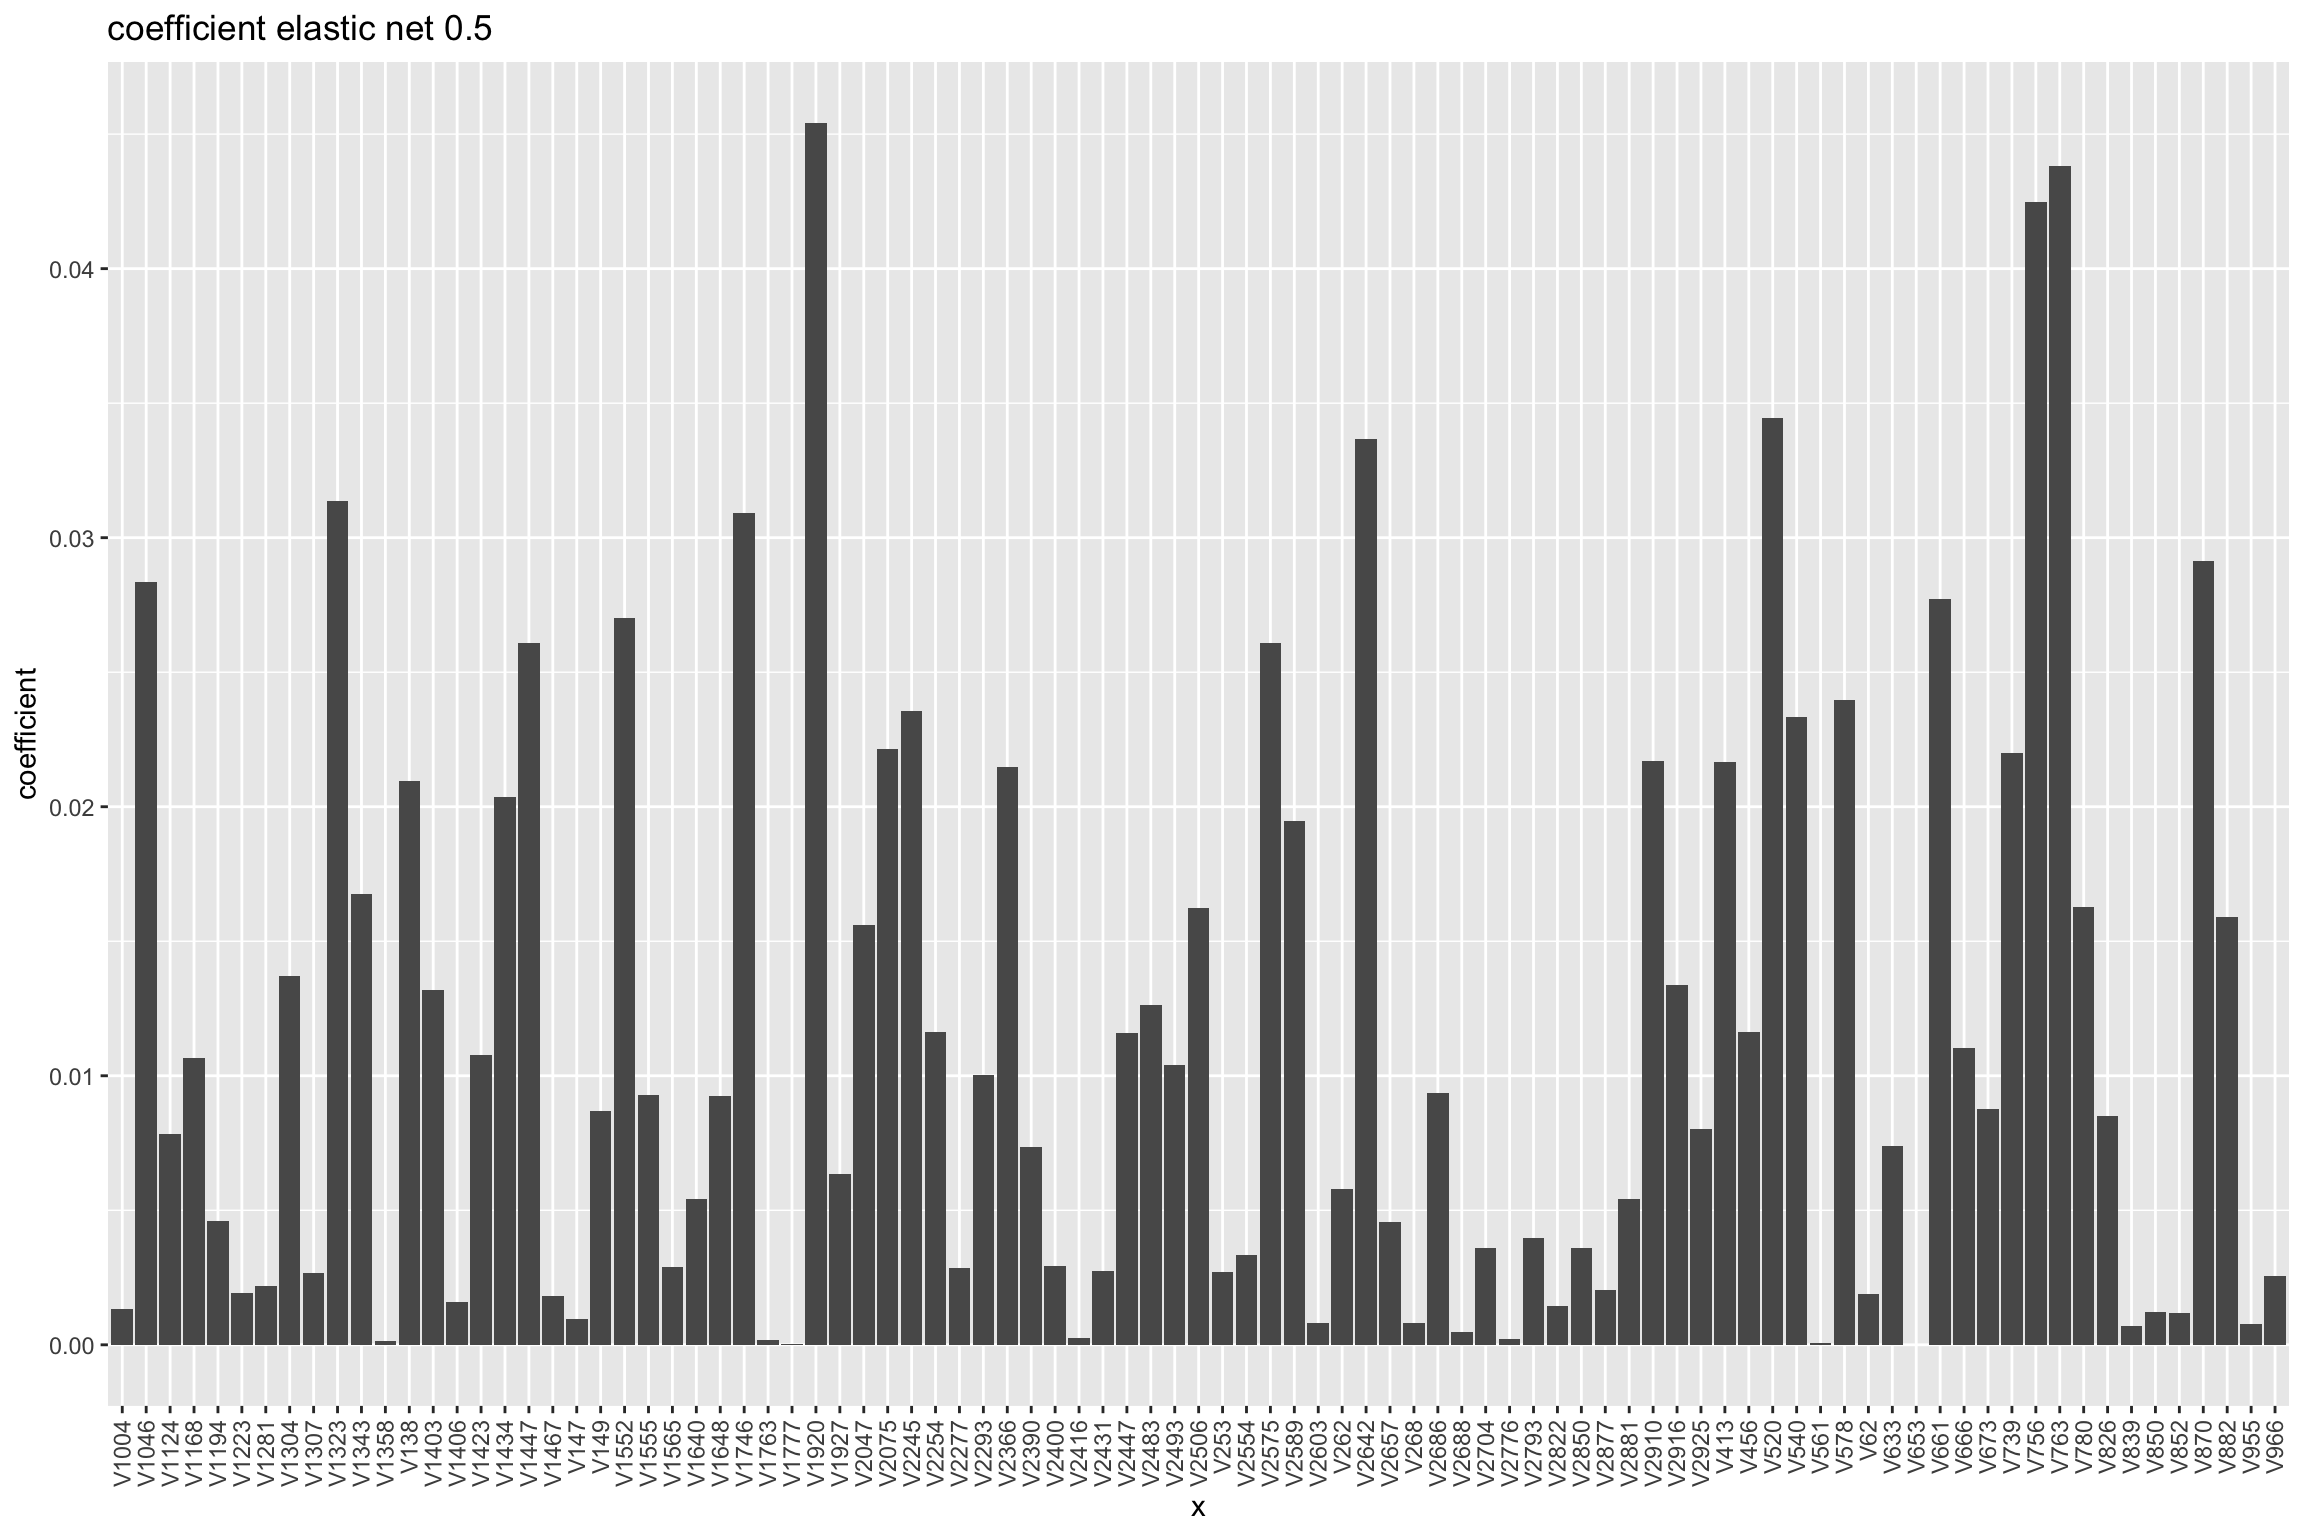 coefficient elastic net 0.5
coefficient
0.04
0.03
0.02
0.01
0.00
V1004 V1046 V1124 V1168 V1194 V1223 V1281 V1304 V1307 V1323 V1343 V1358 V138 V1403 V1406 V1423 V1434 V1447 V1467 V147 V149 V1552 V1555 V1565 V1640 V1648 V1746 V1763 V1777 V1920 V1927 V2047 V2075 V2245 V2254 V2277 V2293 V2366 V2390 V2400 V2416 V2431 V2447 V2483 V2493 V2506 V253 V2554 V2575 V2589 V2603 V262 V2642 V2657 V268 V2686 V2688 V2704 V2776 V2793 V2822 V2850 V2877 V2881 V2910 V2916 V2925 V413 V456 V520 V540 V561 V578 V62 V633 V653 V661 V666 V673 V739 V756 V763 V780 V826 V839 V850 V852 V870 V882 V955 V966
x